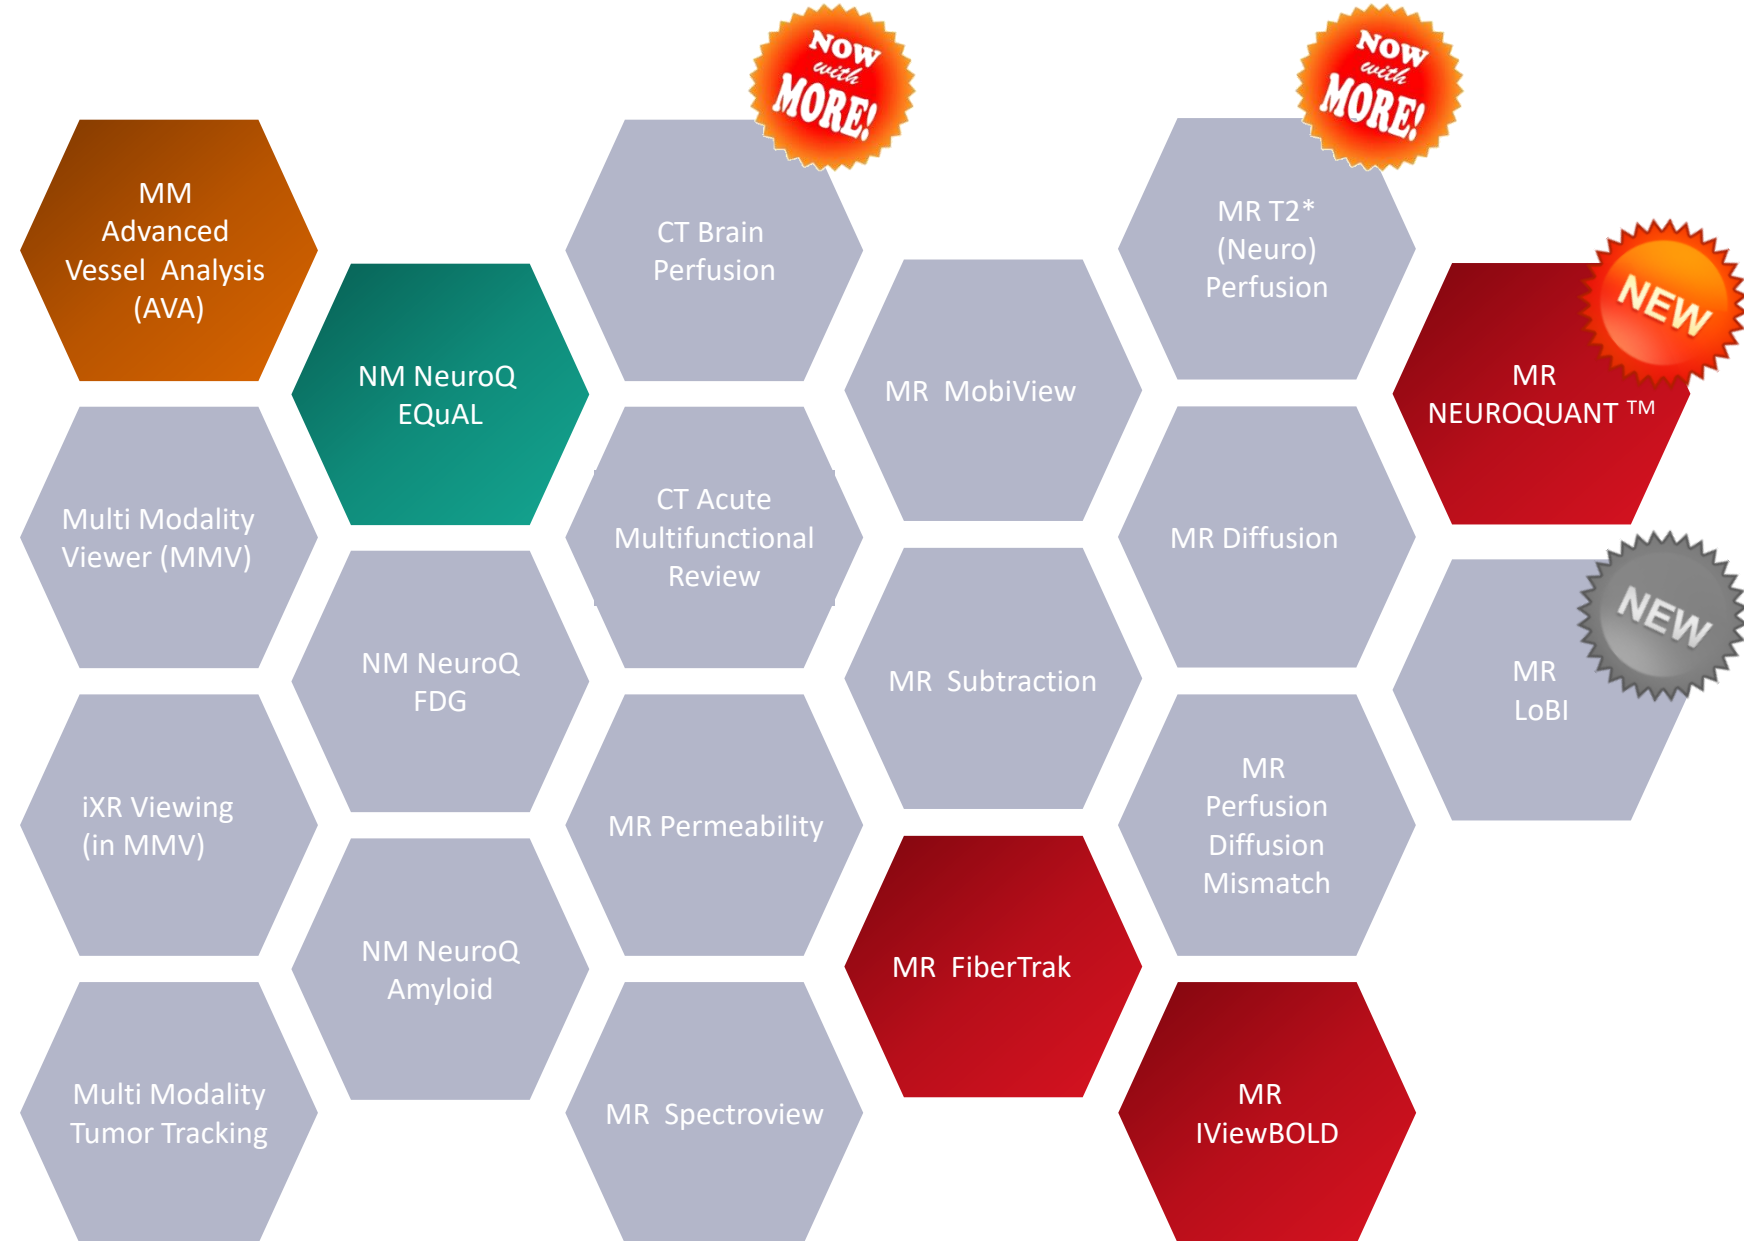 MM
Advanced
Vessel Analysis
(AVA)
Multi Modality
Viewer (MMV)
iXR Viewing
(in MMV)
Multi Modality
Tumor Tracking
NM NeuroQ
EQuAL
NM NeuroQ
FDG
NM NeuroQ
Amyloid
NOW
with
MORE!
CT Brain
Perfusion
CT Acute
Multifunctional
Review
MR Permeability
MR Spectroview
MR MobiView
MR Subtraction
MR FiberTrak
NOW
with
MORE!
MR T2*
(Neuro)
Perfusion
MR Diffusion
MR
Perfusion
Diffusion
Mismatch
MR
IViewBOLD
NEW
MR
NEUROQUANT TM
NEW
MR
LoBI